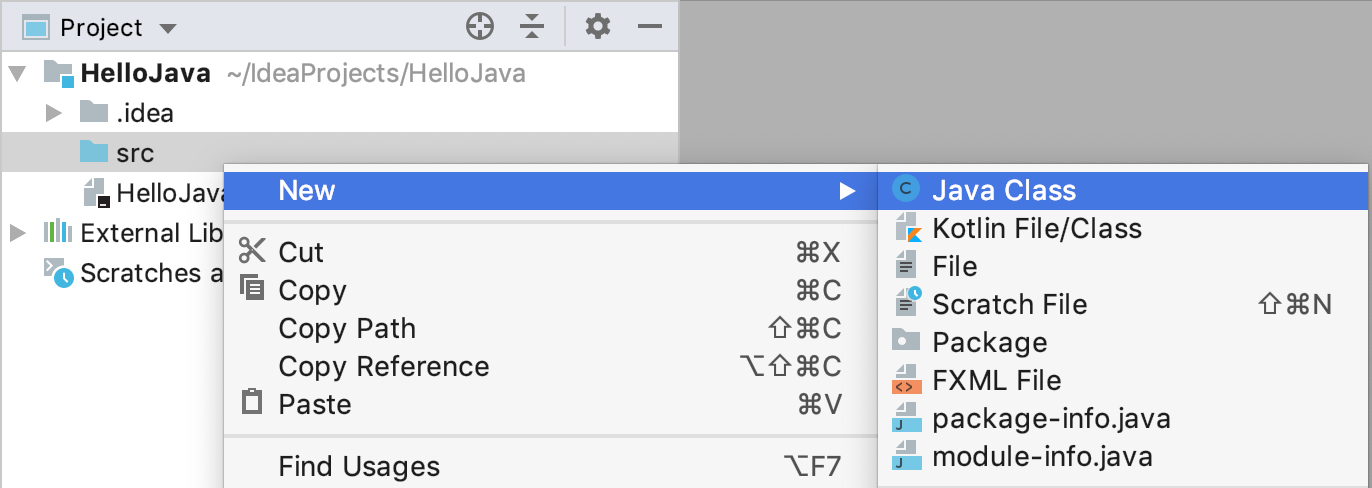 Project
HelloJava ~/IdeaProjects/HelloJava
.idea
src
HelloJava
External Lib
Scratches a
New
Cut ⌘X
Copy ⌘C
Copy Path ⇧⌘C
Copy Reference ⌥⇧⌘C
Paste ⌘V
Find Usages ⌥F7
Java Class
Kotlin File/Class
File
Scratch File ⇧⌘N
Package
FXML File
package-info.java
module-info.java